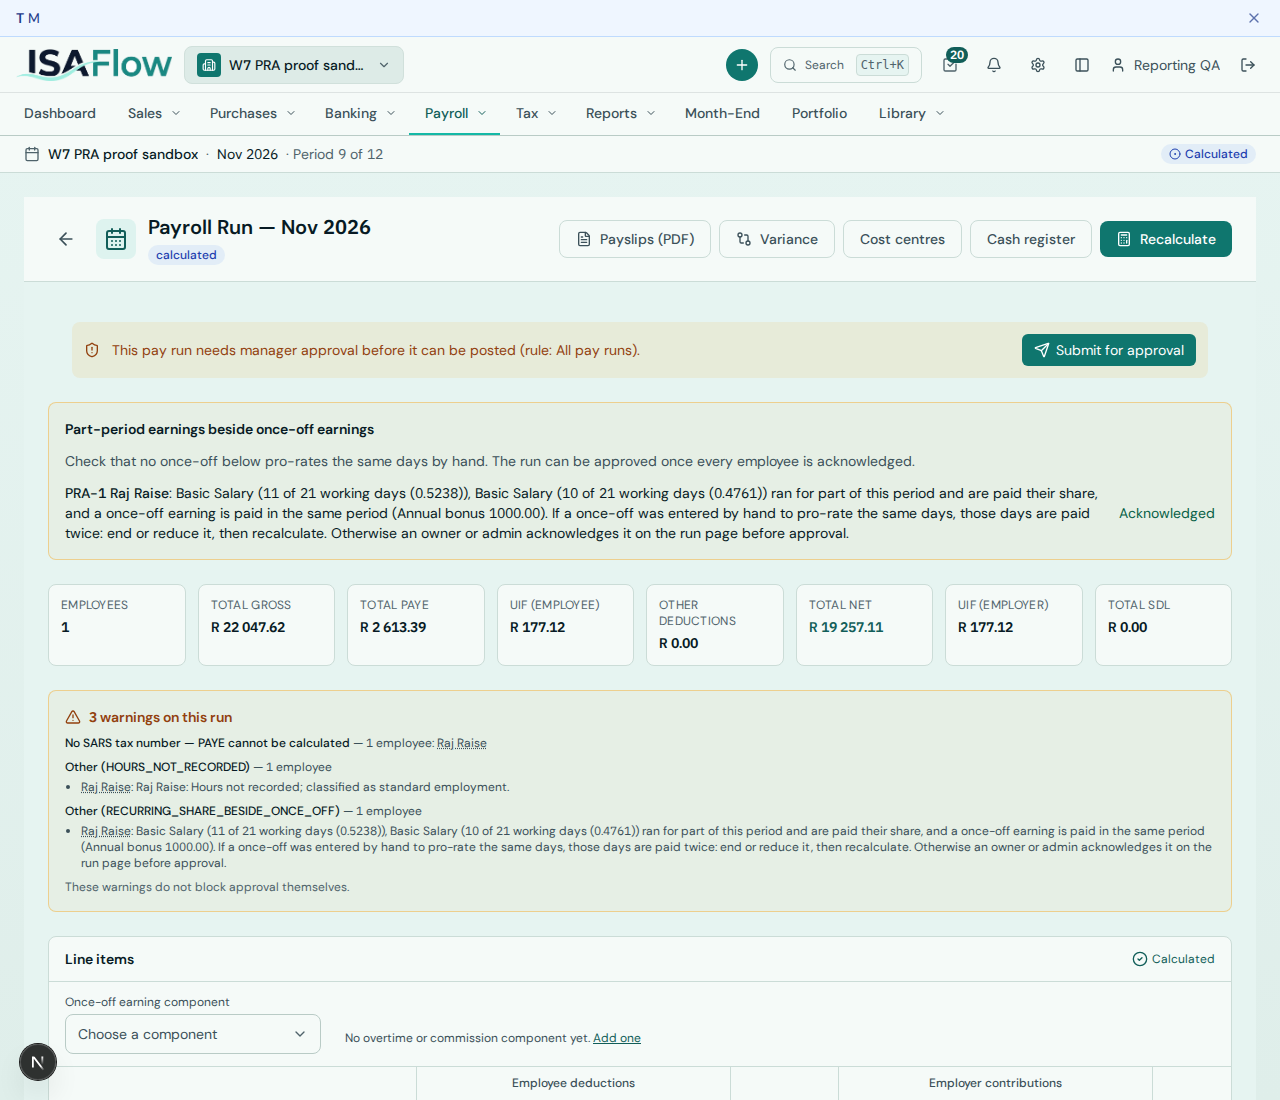 T M
ISAFlow
W7 PRA proof sand...
Search Ctrl+K
20
Reporting QA
Dashboard Sales Purchases Banking Payroll Tax Reports Month-End Portfolio Library
W7 PRA proof sandbox · Nov 2026 · Period 9 of 12
Calculated
Payroll Run — Nov 2026
calculated
Payslips (PDF) Variance Cost centres Cash register Recalculate
This pay run needs manager approval before it can be posted (rule: All pay runs).
Submit for approval
Part-period earnings beside once-off earnings
Check that no once-off below pro-rates the same days by hand. The run can be approved once every employee is acknowledged.
PRA-1 Raj Raise: Basic Salary (11 of 21 working days (0.5238)), Basic Salary (10 of 21 working days (0.4761)) ran for part of this period and are paid their share,
and a once-off earning is paid in the same period (Annual bonus 1000.00). If a once-off was entered by hand to pro-rate the same days, those days are paid
twice: end or reduce it, then recalculate. Otherwise an owner or admin acknowledges it on the run page before approval.
Acknowledged
EMPLOYEES
1
TOTAL GROSS
R 22 047.62
TOTAL PAYE
R 2 613.39
UIF (EMPLOYEE)
R 177.12
OTHER
DEDUCTIONS
R 0.00
TOTAL NET
R 19 257.11
UIF (EMPLOYER)
R 177.12
TOTAL SDL
R 0.00
3 warnings on this run
No SARS tax number — PAYE cannot be calculated — 1 employee: Raj Raise
Other (HOURS_NOT_RECORDED) — 1 employee
• Raj Raise: Raj Raise: Hours not recorded; classified as standard employment.
Other (RECURRING_SHARE_BESIDE_ONCE_OFF) — 1 employee
• Raj Raise: Basic Salary (11 of 21 working days (0.5238)), Basic Salary (10 of 21 working days (0.4761)) ran for part of this period and are paid their share, and a once-off earning is paid in the same period
(Annual bonus 1000.00). If a once-off was entered by hand to pro-rate the same days, those days are paid twice: end or reduce it, then recalculate. Otherwise an owner or admin acknowledges it on the
run page before approval.
These warnings do not block approval themselves.
Line items
Calculated
Once-off earning component
Choose a component
No overtime or commission component yet. Add one
N
Employee deductions Employer contributions